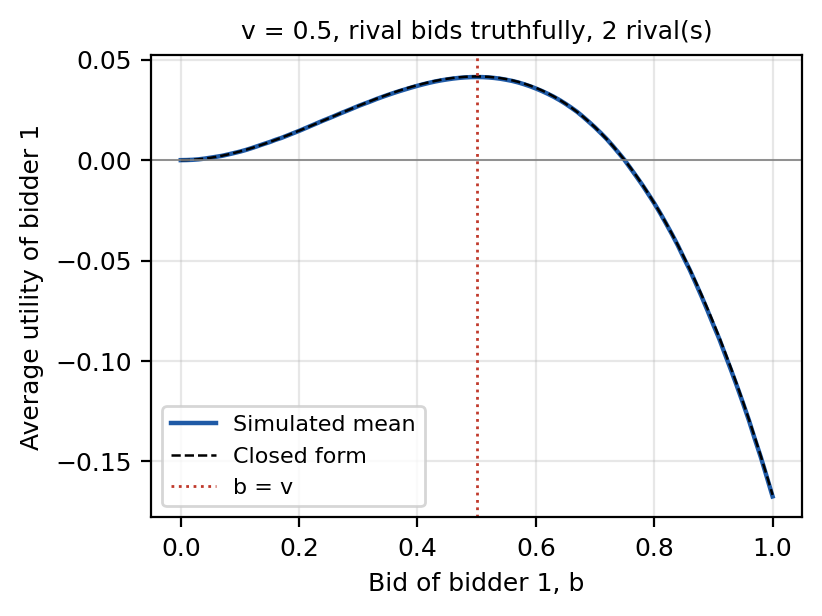 v = 0.5, rival bids truthfully, 2 rival(s)
Average utility of bidder 1
0.05
0.00
−0.05
−0.10
−0.15
Simulated mean
Closed form
b = v
0.0 0.2 0.4 0.6 0.8 1.0
Bid of bidder 1, b